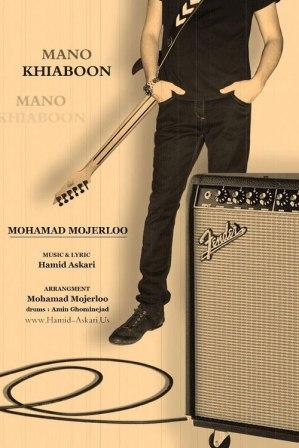 MANO
KHIABOON
MANO
KHIABOON
MOHAMAD MOJERLOO
MUSIC & LYRIC
Hamid Askari
ARRANGMENT
Mohamad Mojerloo
drums : Amin Ghominejad
www.Hamid-Askari.Us
Fender